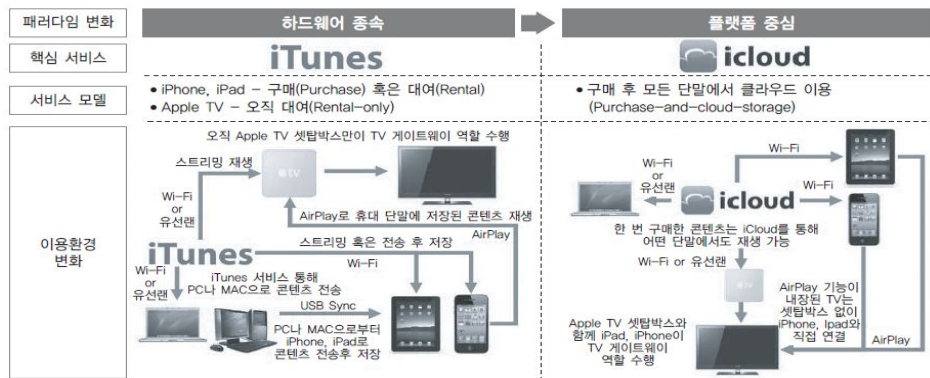 패러다임 변화
하드웨어 종속
플랫폼 중심
핵심 서비스
iTunes
icloud
서비스 모델
• iPhone, iPad – 구매(Purchase) 혹은 대여(Rental)
• Apple TV – 오직 대여(Rental-only)
• 구매 후 모든 단말에서 클라우드 이용
(Purchase-and-cloud-storage)
이용환경
변화
오직 Apple TV 셋탑박스만이 TV 게이트웨이 역할 수행
스트리밍 재생
tv
Wi-Fi
or
유선랜
AirPlay로 휴대 단말에 저장된 콘텐츠 재생
iTunes
스트리밍 혹은 전송 후 저장
AirPlay
Wi-Fi
Wi-Fi
or
유선랜
iTunes 서비스 통해
PC나 MAC으로 콘텐츠 전송
USB Sync
PC나 MAC으로부터
iPhone, iPad로
콘텐츠 전송후 저장
Wi-Fi
Wi-Fi
or
유선랜
icloud
Wi-Fi
한 번 구매한 콘텐츠는 iCloud를 통해
어떤 단말에서도 재생 가능
Wi-Fi or 유선랜
tv
AirPlay 기능이
내장된 TV는
셋탑박스 없이
iPhone, Ipad와
직접 연결
AirPlay
Apple TV 셋탑박스와
함께 iPad, iPhone이
TV 게이트웨이
역할 수행